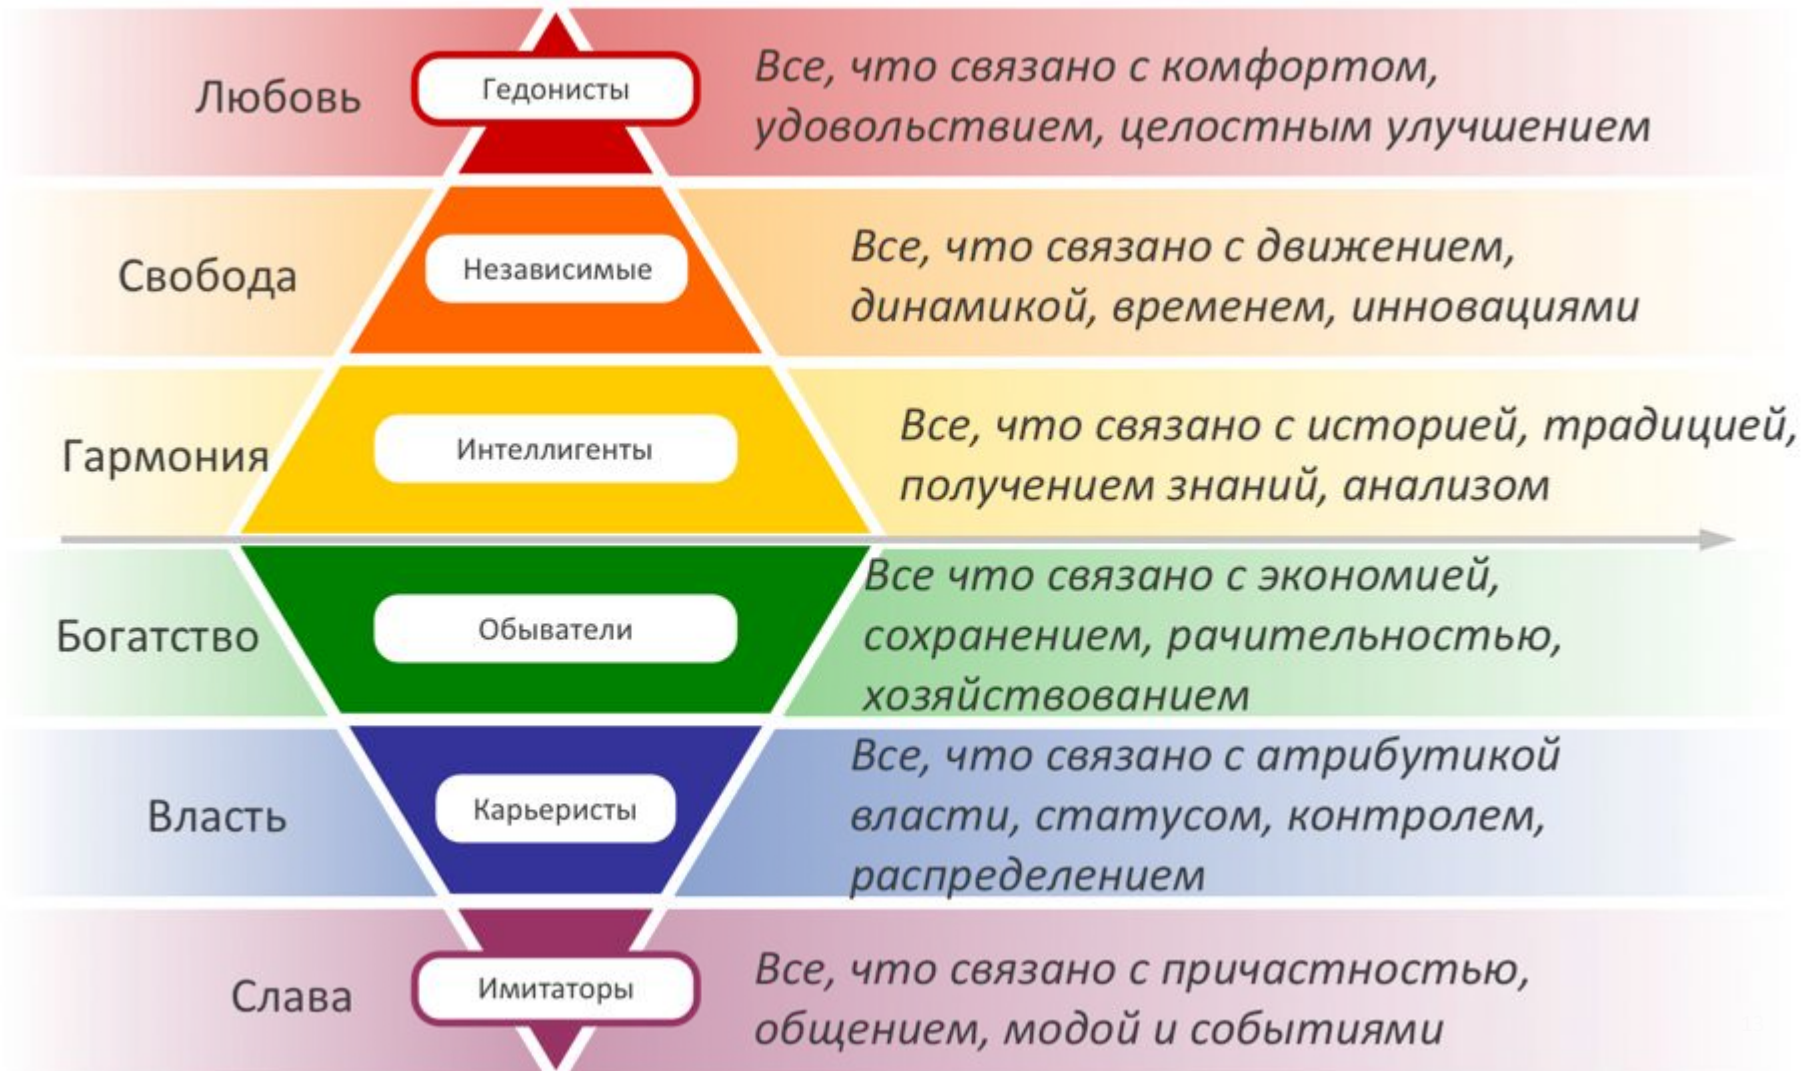 Любовь
Гедонисты
Все, что связано с комфортом,
удовольствием, целостным улучшением
Свобода
Независимые
Все, что связано с движением,
динамикой, временем, инновациями
Гармония
Интеллигенты
Все, что связано с историей, традицией,
получением знаний, анализом
Богатство
Обыватели
Все что связано с экономией,
сохранением, рачительностью,
хозяйствованием
Власть
Карьеристы
Все, что связано с атрибутикой
власти, статусом, контролем,
распределением
Слава
Имитаторы
Все, что связано с причастностью,
общением, модой и событиями